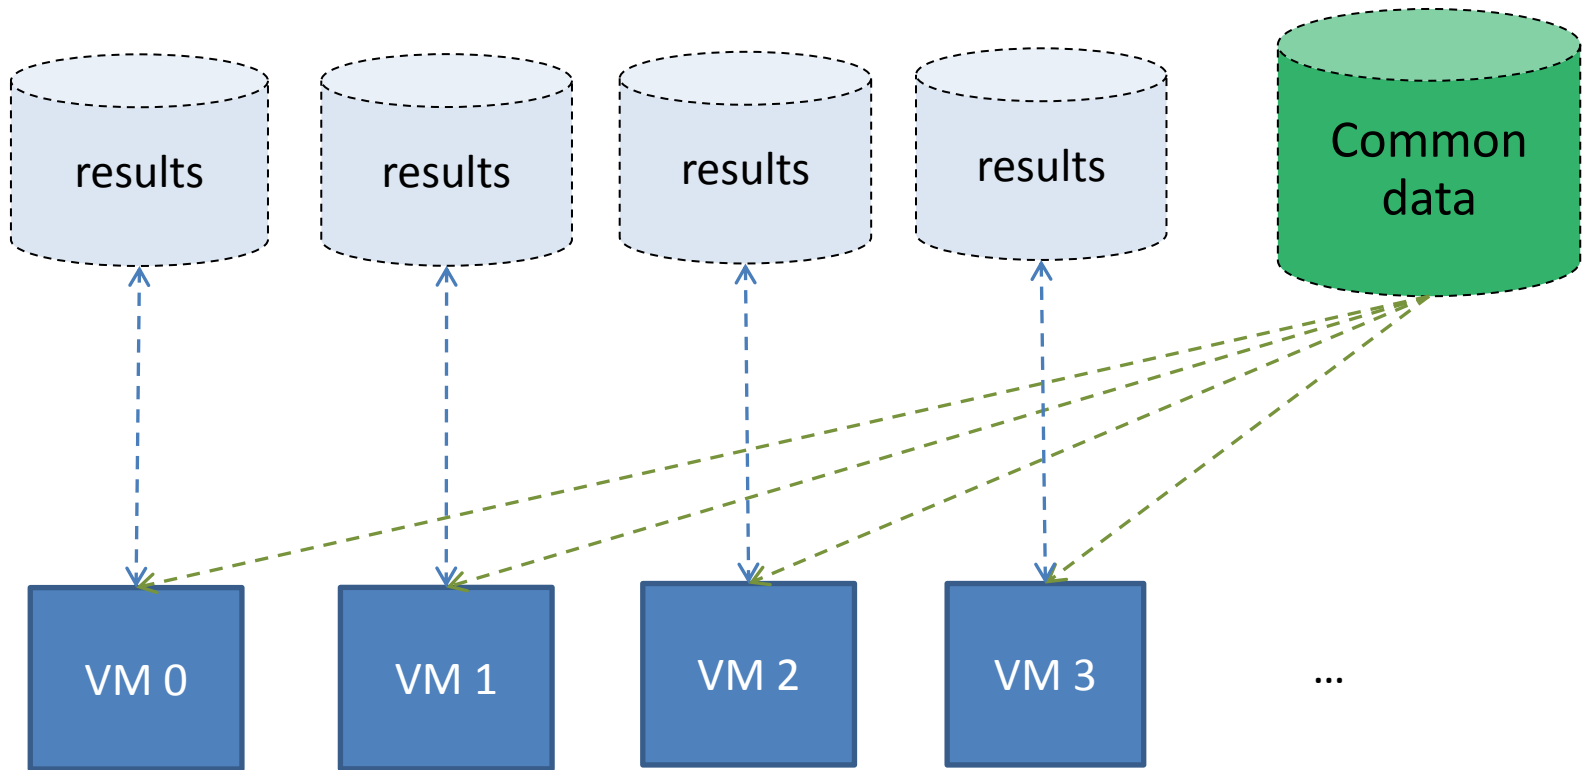 results
results
results
results
Common
data
VM 0
VM 1
VM 2
VM 3
...